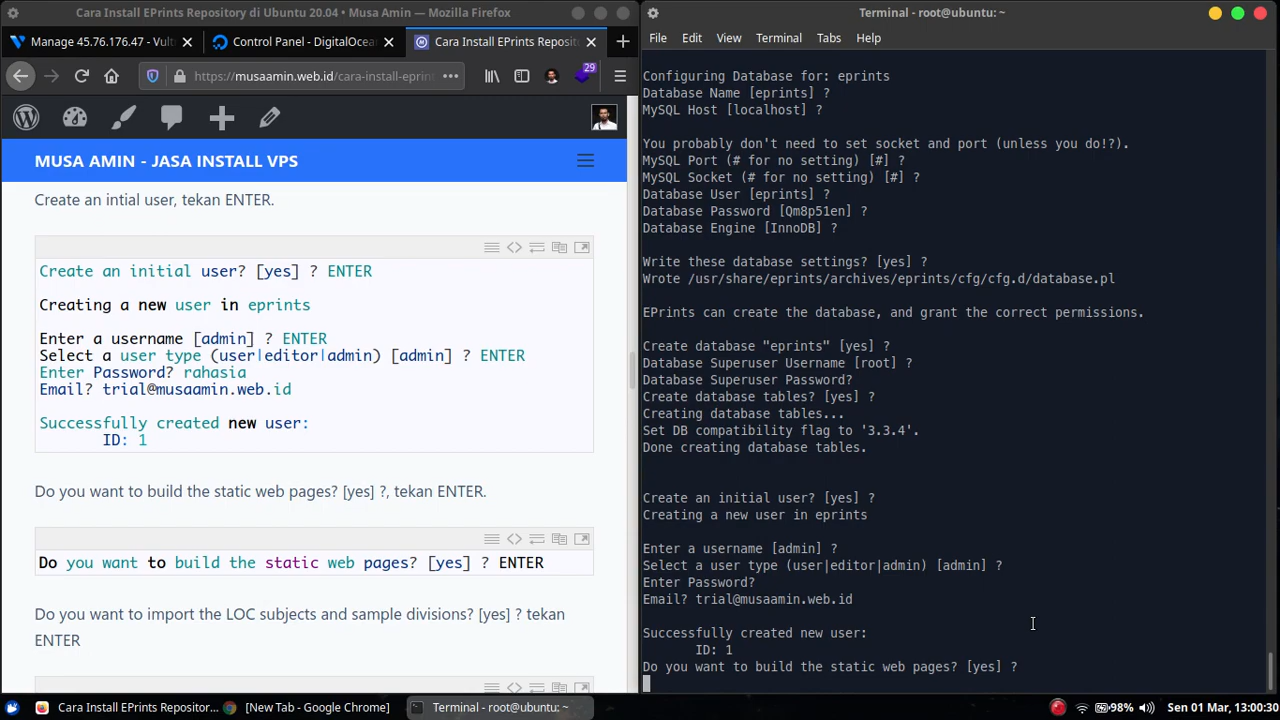 Cara Install EPrints Repository di Ubuntu 20.04 • Musa Amin — Mozilla Firefox
Manage 45.76.176.47 - Vult
Control Panel - DigitalOcean
Cara Install EPrints Reposit
https://musaamin.web.id/cara-install-eprint
29
MUSA AMIN - JASA INSTALL VPS
Create an intial user, tekan ENTER.
Create an initial user? [yes] ? ENTER
Creating a new user in eprints
Enter a username [admin] ? ENTER
Select a user type (user|editor|admin) [admin] ? ENTER
Enter Password? rahasia
Email? trial@musaamin.web.id
Successfully created new user:
ID: 1
Do you want to build the static web pages? [yes] ?, tekan ENTER.
Do you want to build the static web pages? [yes] ? ENTER
Do you want to import the LOC subjects and sample divisions? [yes] ? tekan
ENTER
Terminal - root@ubuntu: ~
File Edit View Terminal Tabs Help
Configuring Database for: eprints
Database Name [eprints] ?
MySQL Host [localhost] ?
You probably don't need to set socket and port (unless you do!?).
MySQL Port (# for no setting) [#] ?
MySQL Socket (# for no setting) [#] ?
Database User [eprints] ?
Database Password [Qm8p51en] ?
Database Engine [InnoDB] ?
Write these database settings? [yes] ?
Wrote /usr/share/eprints/archives/eprints/cfg/cfg.d/database.pl
EPrints can create the database, and grant the correct permissions.
Create database "eprints" [yes] ?
Database Superuser Username [root] ?
Database Superuser Password?
Create database tables? [yes] ?
Creating database tables...
Set DB compatibility flag to '3.3.4'.
Done creating database tables.
Create an initial user? [yes] ?
Creating a new user in eprints
Enter a username [admin] ?
Select a user type (user|editor|admin) [admin] ?
Enter Password?
Email? trial@musaamin.web.id
Successfully created new user:
ID: 1
Do you want to build the static web pages? [yes] ?
Cara Install EPrints Repositor...
[New Tab - Google Chrome]
Terminal - root@ubuntu: ~
98%
Sen 01 Mar, 13:00:30